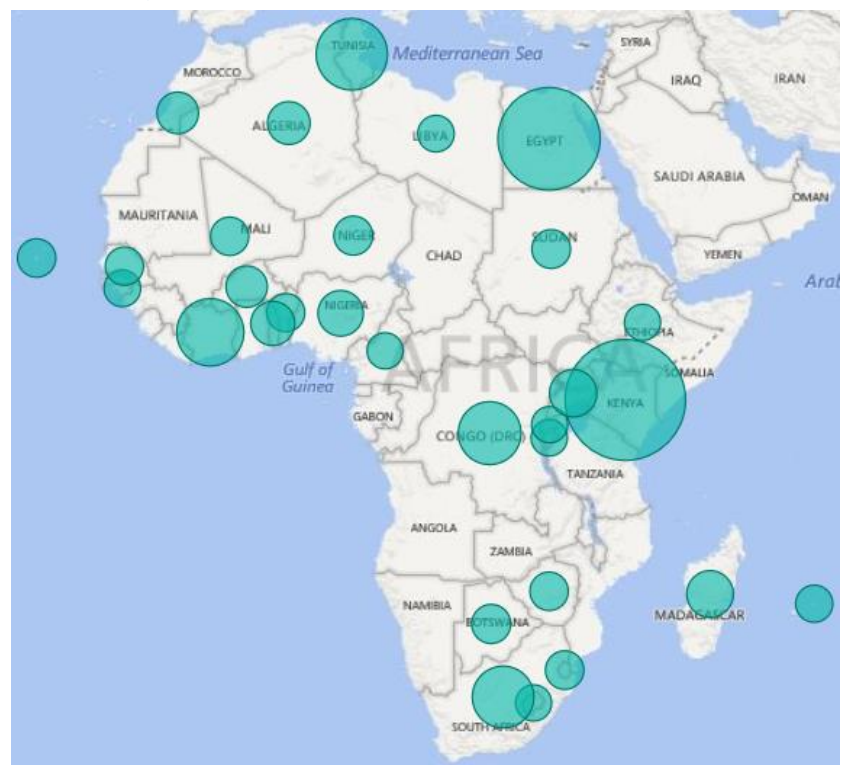 TUNISIA
Mediterranean Sea
SYRIA
MOROCCO
IRAQ
IRAN
ALGERIA
LIBYA
EGYPT
SAUDI ARABIA
OMAN
MAURITANIA
MALI
NIGER
CHAD
SUDAN
YEMEN
Arab
NIGERIA
ETHIOPIA
AFRICA
Gulf of
Guinea
SOMALIA
KENYA
GABON
CONGO (DRC)
TANZANIA
ANGOLA
ZAMBIA
NAMIBIA
BOTSWANA
MADAGASCAR
SOUTH AFRICA